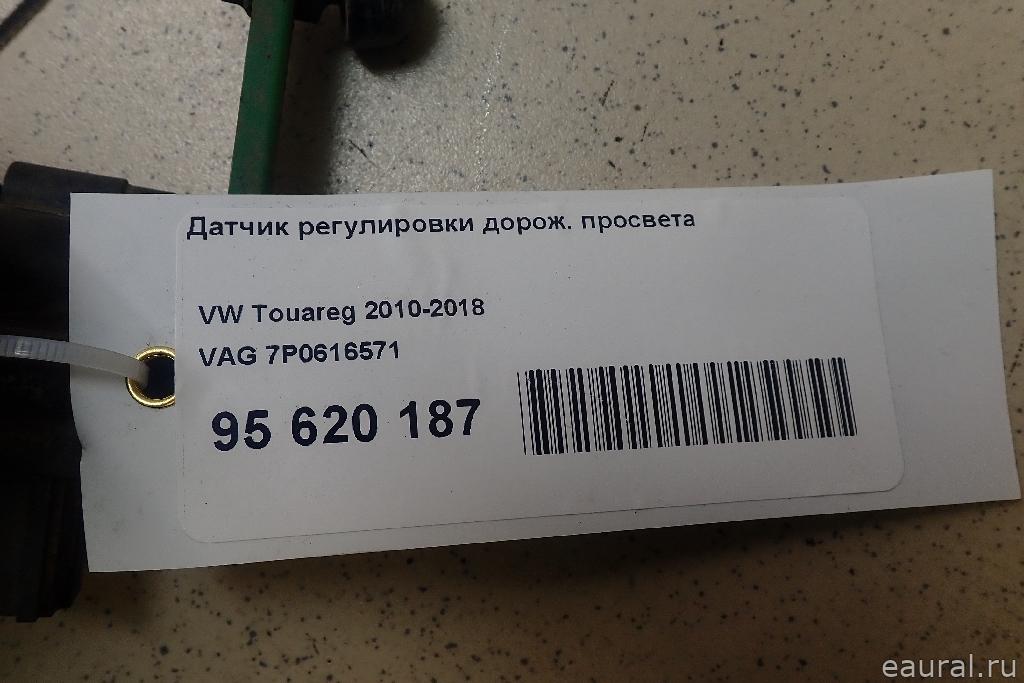 Датчик регулировки дорож. просвета
VW Touareg 2010-2018
VAG 7P0616571
95 620 187
eaural.ru